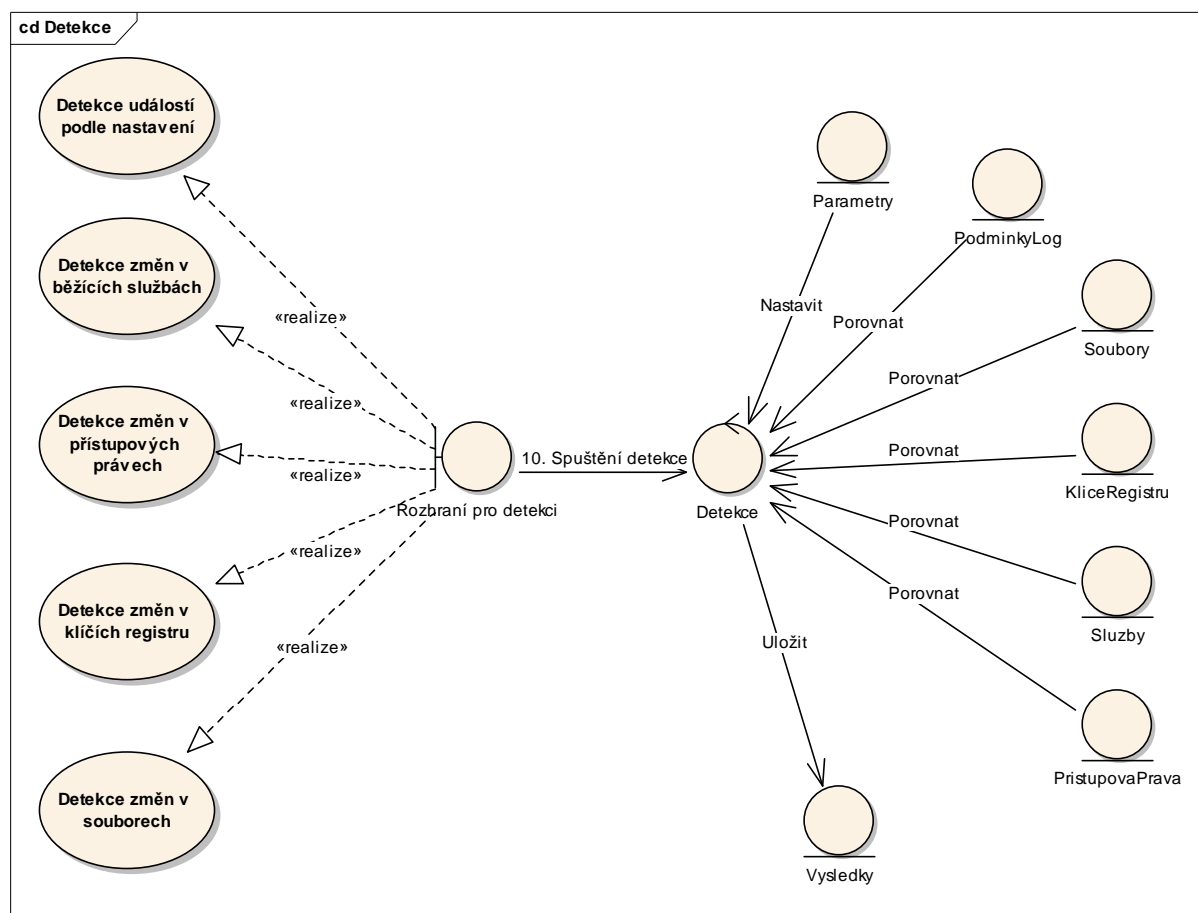 cd Detekce
Detekce událostí
podle nastavení
Detekce změn v
běžících službách
Detekce změn v
přístupových
právech
Detekce změn v
klíčích registru
Detekce změn v
souborech
«realize»
«realize»
«realize»
«realize»
«realize»
Rozbraní pro detekci
10. Spuštění detekce
Detekce
Parametry
PodminkyLog
Soubory
KliceRegistru
Sluzby
PristupovaPrava
Vysledky
Nastavit
Porovnat
Porovnat
Porovnat
Porovnat
Porovnat
Uložit